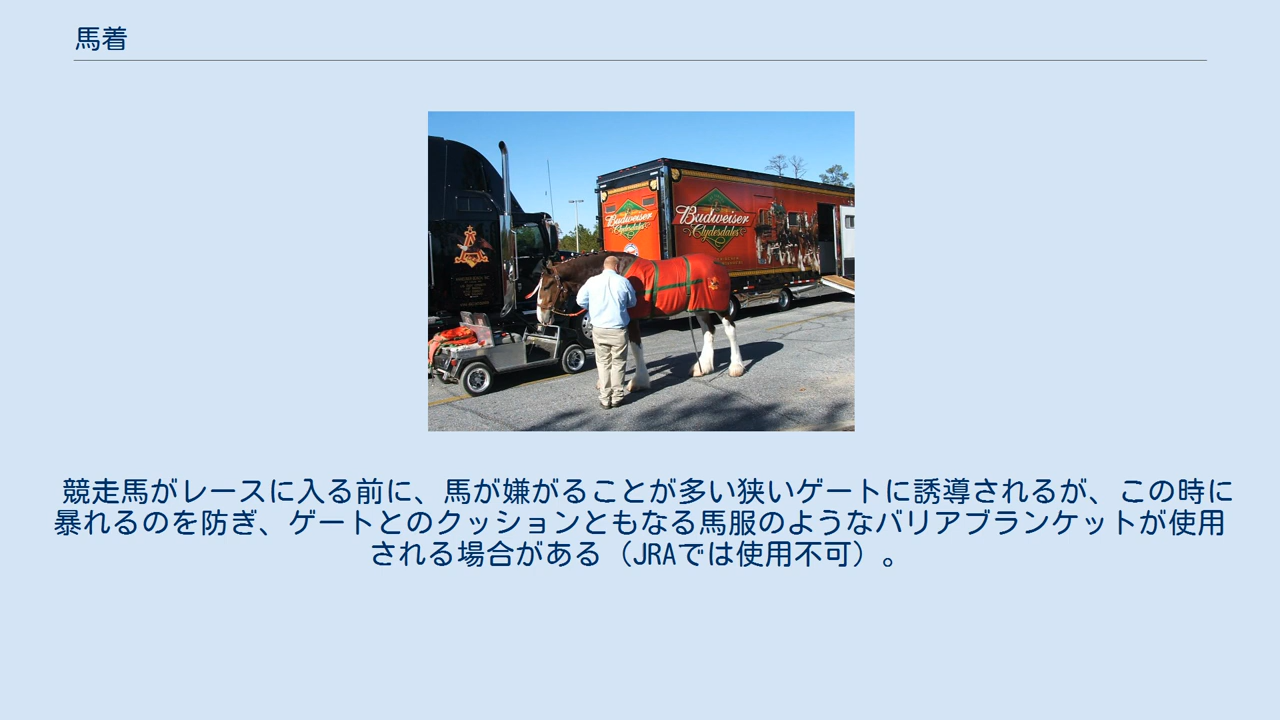 馬着
Budweiser
Clydesdales
Budweiser
Clydesdales
競走馬がレースに入る前に、馬が嫌がることが多い狭いゲートに誘導されるが、この時に
暴れるのを防ぎ、ゲートとのクッションともなる馬服のようなバリアブランケットが使用
される場合がある（JRAでは使用不可）。